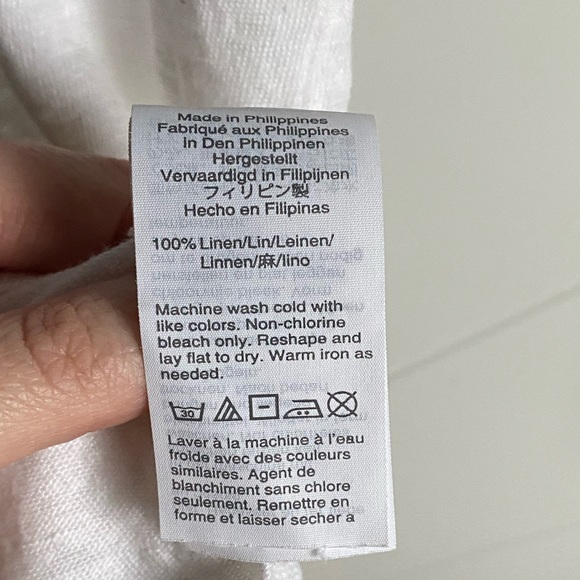 Made in Philippines
Fabriqué aux Philippines
In Den Philippinen
Hergestellt
Vervaardigd in Filipijnen
フィリピン製
Hecho en Filipinas
100% Linen/Lin/Leinen/
Linnen/麻/lino
Machine wash cold with
like colors. Non-chlorine
bleach only. Reshape and
lay flat to dry. Warm iron as
needed.
30
Laver à la machine à l'eau
froide avec des couleurs
similaires. Agent de
blanchiment sans chlore
seulement. Remettre en
forme et laisser secher a